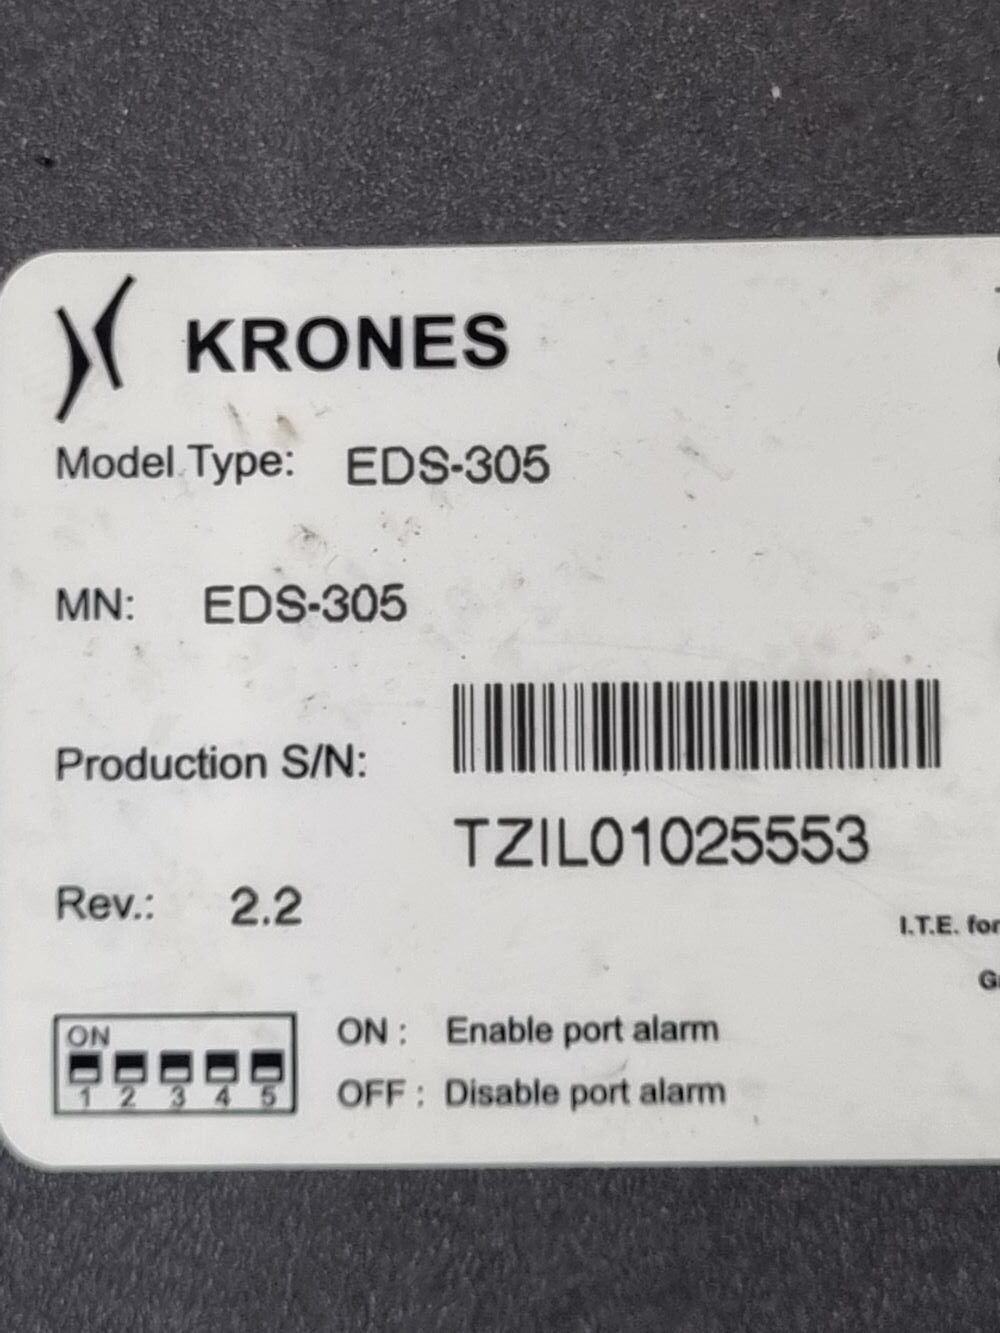 KRONES
Model Type: EDS-305
MN: EDS-305
Production S/N:
TZIL01025553
Rev.: 2.2
I.T.E. for
ON
1 2 3 4 5
ON : Enable port alarm
OFF : Disable port alarm